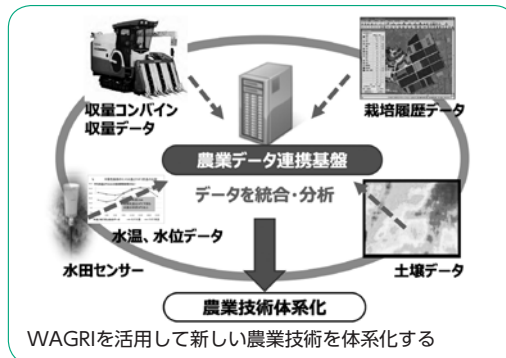 収量コンバイン
収量データ
栽培履歴データ
農業データ連携基盤
データを統合・分析
水温、水位データ
水田センサー
土壌データ
農業技術体系化
WAGRIを活用して新しい農業技術を体系化する